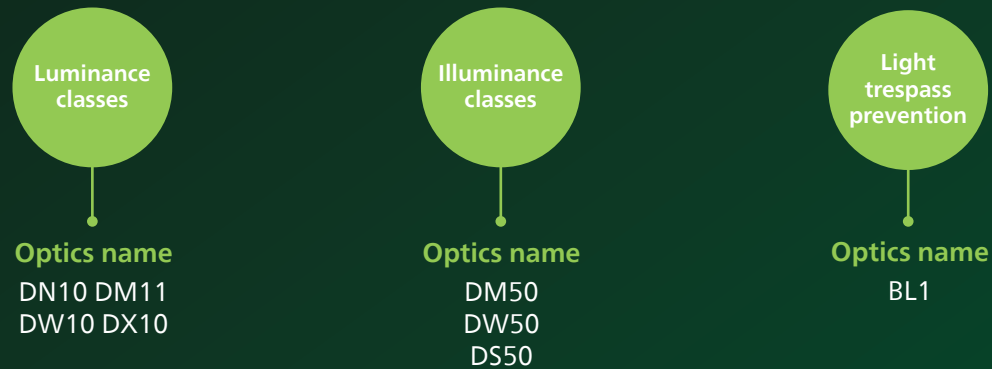 Luminance
classes
Optics name
DN10 DM11
DW10 DX10
Illuminance
classes
Optics name
DM50
DW50
DS50
Light
trespass
prevention
Optics name
BL1